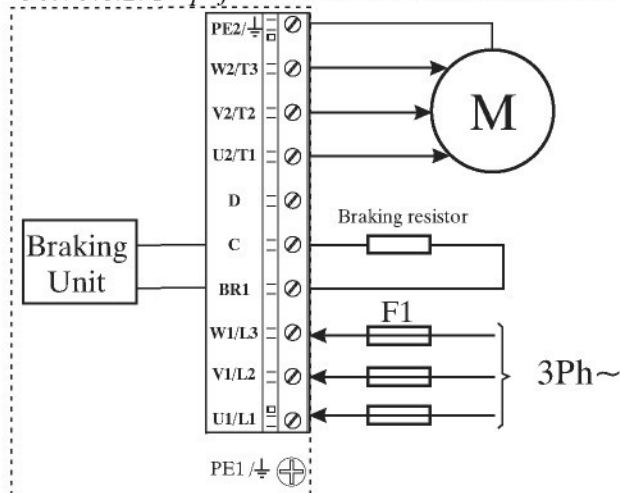 PE2/⏚
W2/T3
V2/T2
U2/T1
D
C
BR1
W1/L3
V1/L2
U1/L1
PE1/⏚
M
Braking resistor
Braking
Unit
F1
3Ph~